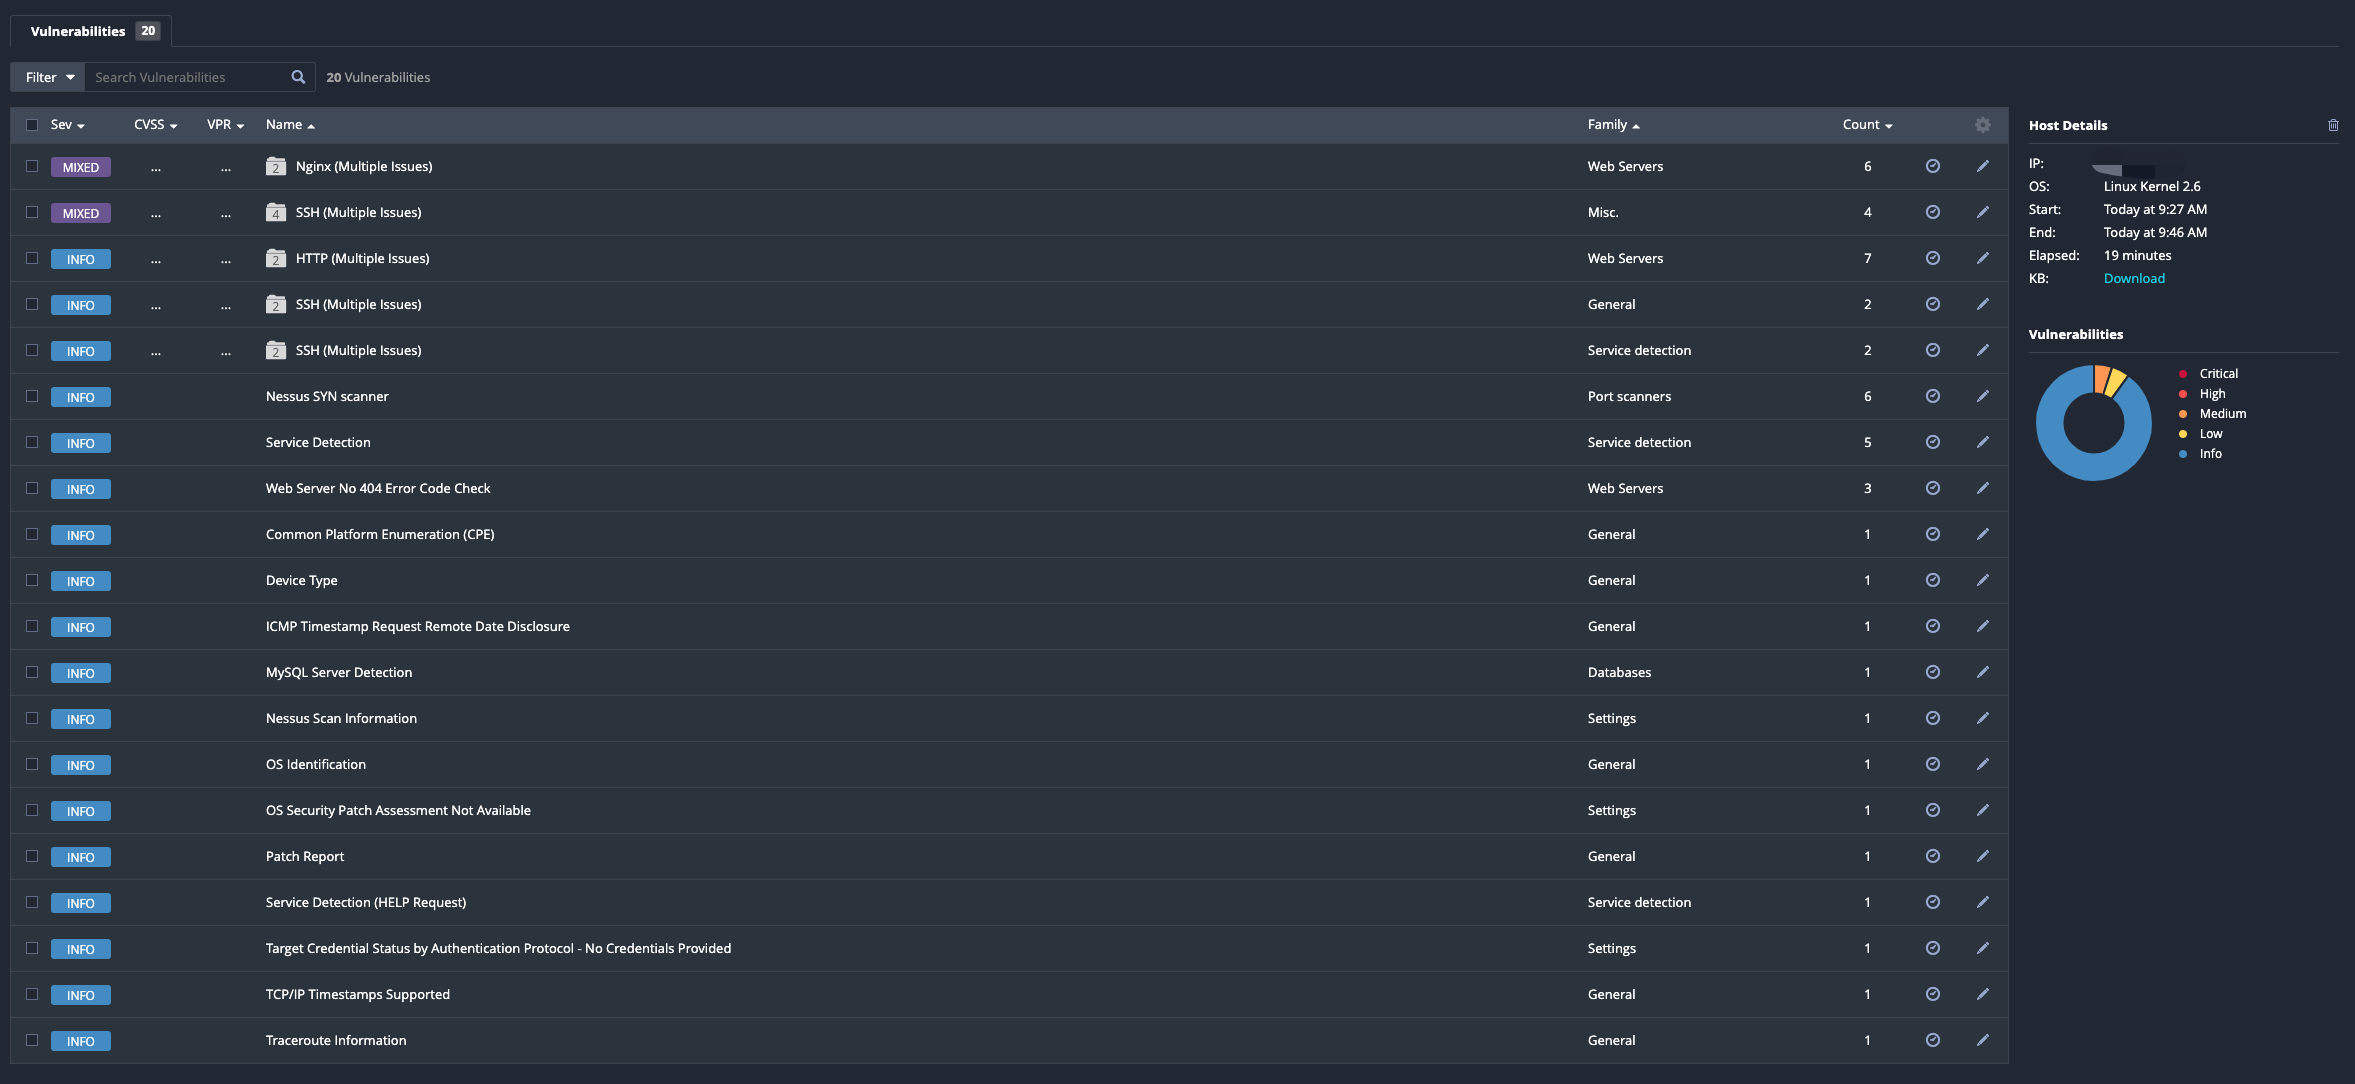 Vulnerabilities 20
Filter Search Vulnerabilities 20 Vulnerabilities
Sev CVSS VPR Name Family Count
MIXED ... ... 2 Nginx (Multiple Issues) Web Servers 6
MIXED ... ... 4 SSH (Multiple Issues) Misc. 4
INFO ... ... 2 HTTP (Multiple Issues) Web Servers 7
INFO ... ... 2 SSH (Multiple Issues) General 2
INFO ... ... 2 SSH (Multiple Issues) Service detection 2
INFO Nessus SYN scanner Port scanners 6
INFO Service Detection Service detection 5
INFO Web Server No 404 Error Code Check Web Servers 3
INFO Common Platform Enumeration (CPE) General 1
INFO Device Type General 1
INFO ICMP Timestamp Request Remote Date Disclosure General 1
INFO MySQL Server Detection Databases 1
INFO Nessus Scan Information Settings 1
INFO OS Identification General 1
INFO OS Security Patch Assessment Not Available Settings 1
INFO Patch Report General 1
INFO Service Detection (HELP Request) Service detection 1
INFO Target Credential Status by Authentication Protocol - No Credentials Provided Settings 1
INFO TCP/IP Timestamps Supported General 1
INFO Traceroute Information General 1
Host Details
IP:
OS: Linux Kernel 2.6
Start: Today at 9:27 AM
End: Today at 9:46 AM
Elapsed: 19 minutes
KB: Download
Vulnerabilities
Critical
High
Medium
Low
Info